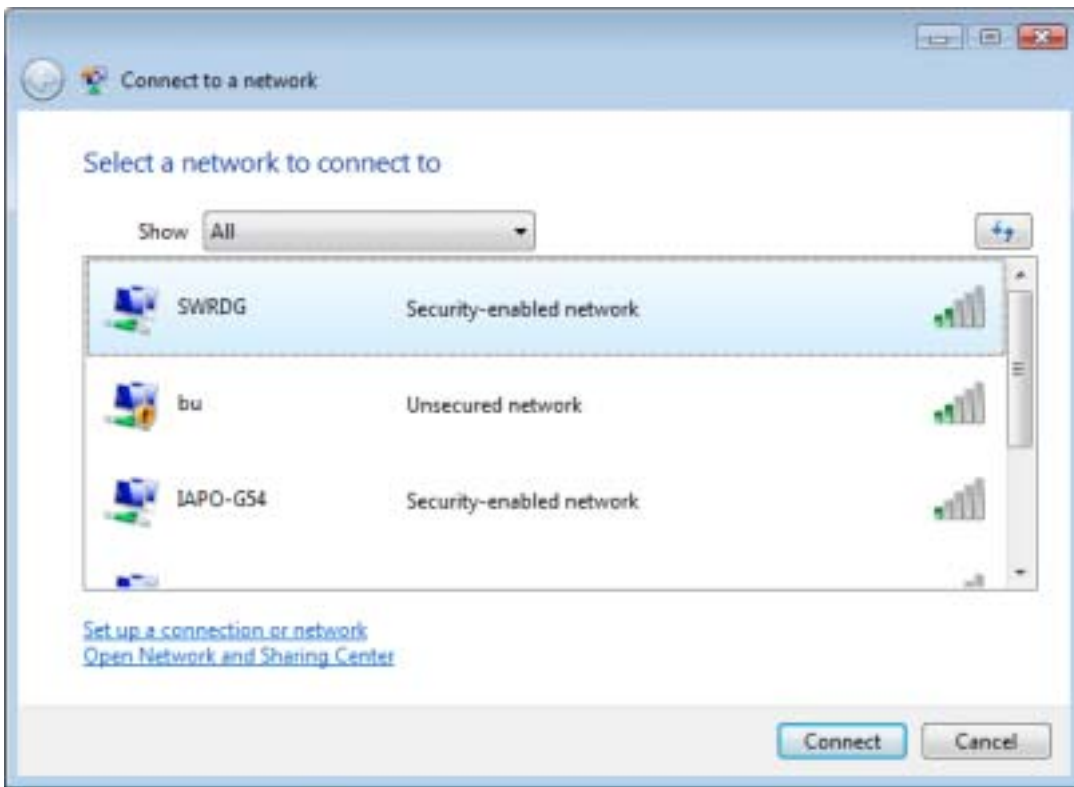 Connect to a network
Select a network to connect to
Show All
SWRDG Security-enabled network
bu Unsecured network
IAPO-G54 Security-enabled network
Set up a connection or network
Open Network and Sharing Center
Connect Cancel